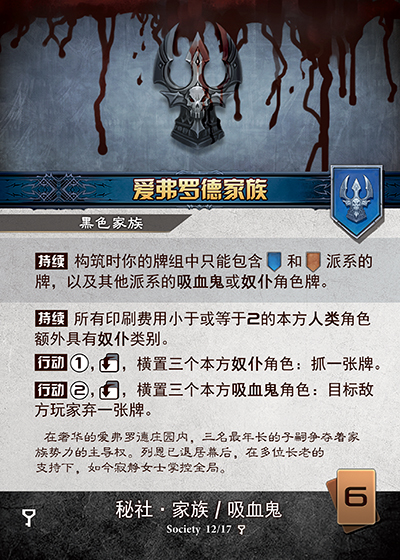 爱弗罗德家族
黑色家族
持续 构筑时你的牌组中只能包含 和 派系的
牌，以及其他派系的吸血鬼或奴仆角色牌。
持续 所有印刷费用小于或等于2的本方人类角色
额外具有奴仆类别。
行动 1，，横置三个本方奴仆角色：抓一张牌。
行动 2，，横置三个本方吸血鬼角色：目标敌
方玩家弃一张牌。
在奢华的爱弗罗德庄园内，三名最年长的子嗣争夺着家
族势力的主导权。列恩已退居幕后，在多位长老的
支持下，如今寂静女士掌控全局。
6
秘社·家族 / 吸血鬼
Society 12/17